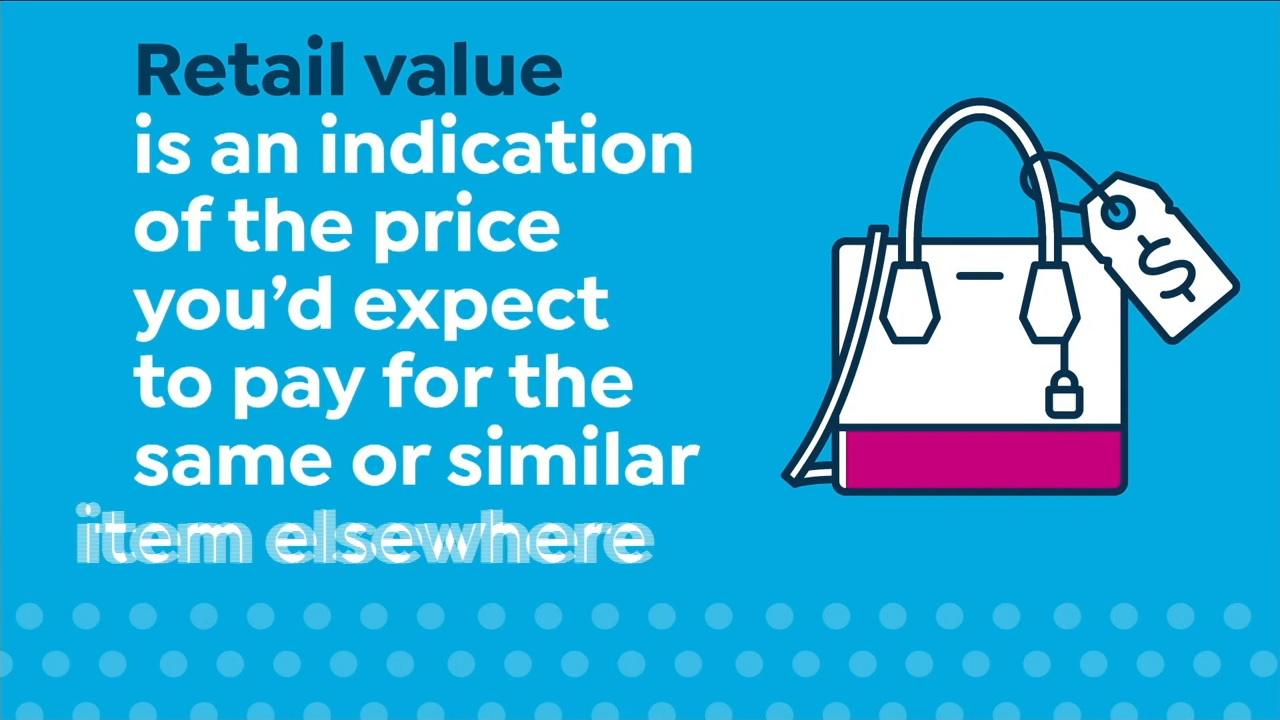 Retail value
is an indication
of the price
you’d expect
to pay for the
same or similar
item elsewhere
$